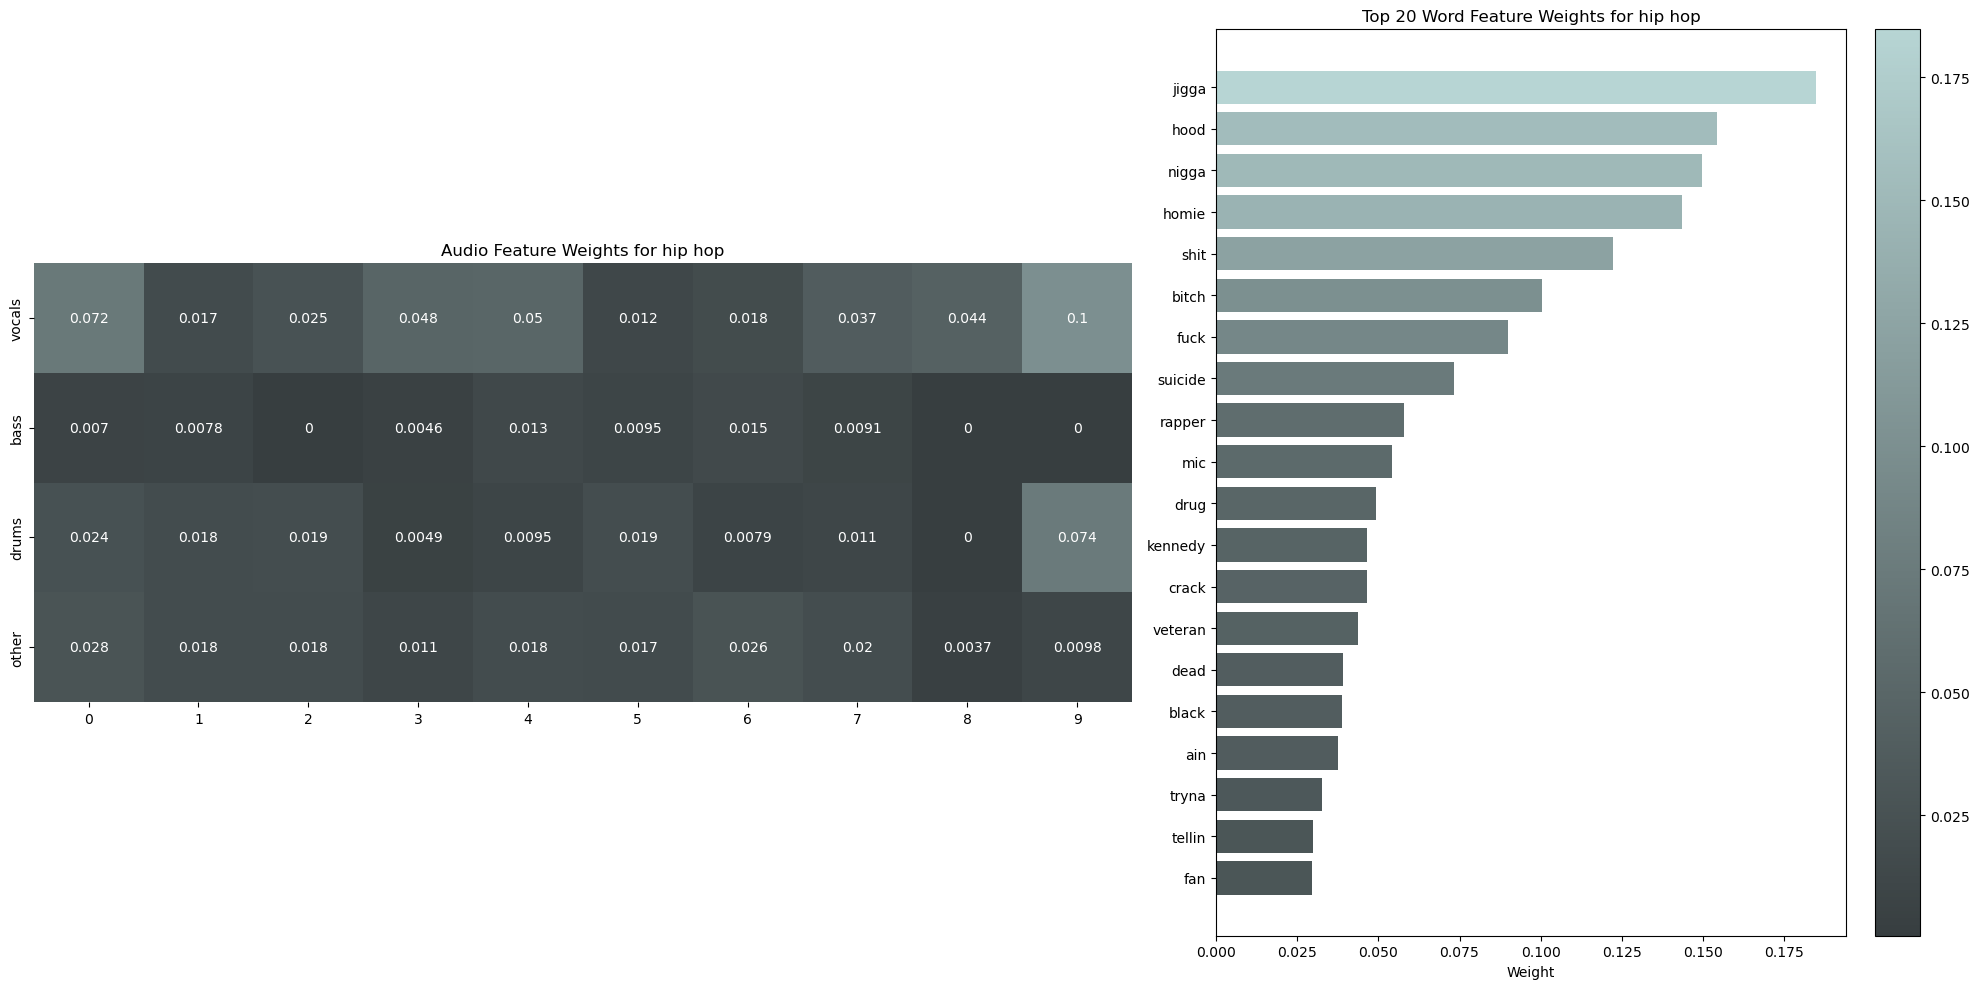 Audio Feature Weights for hip hop
vocals 0.072 0.017 0.025 0.048 0.05 0.012 0.018 0.037 0.044 0.1
bass 0.007 0.0078 0 0.0046 0.013 0.0095 0.015 0.0091 0 0
drums 0.024 0.018 0.019 0.0049 0.0095 0.019 0.0079 0.011 0 0.074
other 0.028 0.018 0.018 0.011 0.018 0.017 0.026 0.02 0.0037 0.0098
0 1 2 3 4 5 6 7 8 9
Top 20 Word Feature Weights for hip hop
jigga
hood
nigga
homie
shit
bitch
fuck
suicide
rapper
mic
drug
kennedy
crack
veteran
dead
black
ain
tryna
tellin
fan
0.000 0.025 0.050 0.075 0.100 0.125 0.150 0.175
Weight
0.175
0.150
0.125
0.100
0.075
0.050
0.025